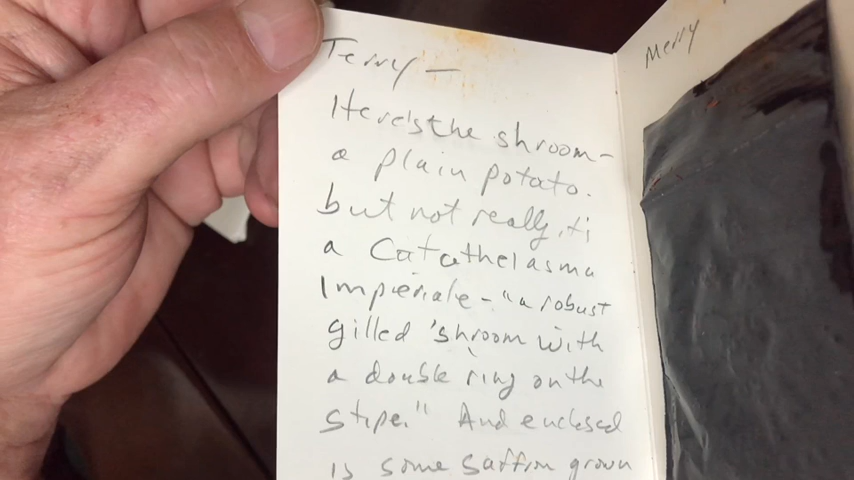 Terry —
Here's the shroom –
a plain potato.
but not really, it's
a Catathelasma
Imperiale – "a robust
gilled 'shroom with
a double ring on the
stipe." And enclosed
is some saffron grown
Merry